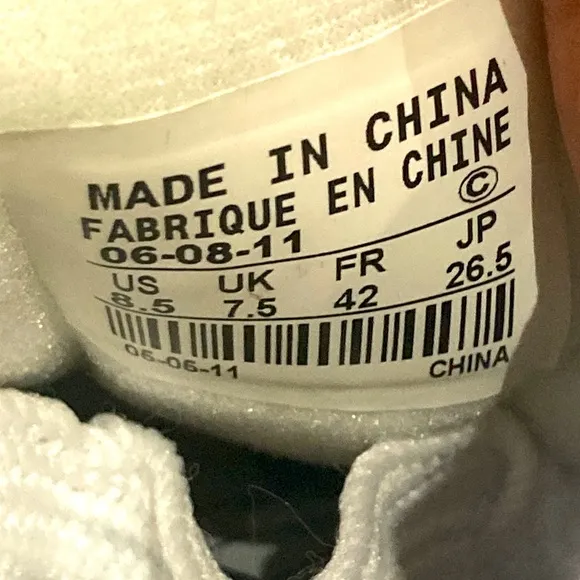 MADE IN CHINA
FABRIQUE EN CHINE
©
06-08-11
US UK FR JP
8.5 7.5 42 26.5
06-06-11 CHINA